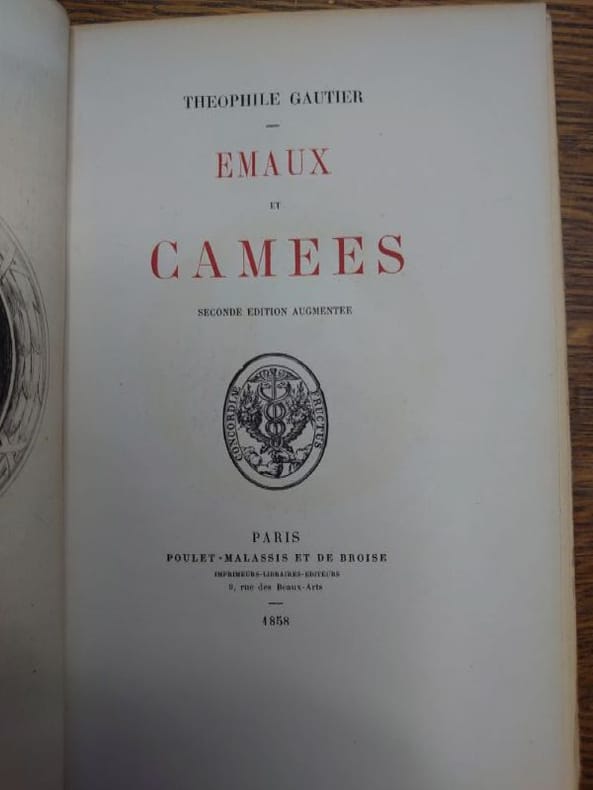 THEOPHILE GAUTIER
EMAUX
ET
CAMEES
SECONDE EDITION AUGMENTEE
CONCORDIÆ FRUCTUS
PARIS
POULET-MALASSIS ET DE BROISE
IMPRIMEURS-LIBRAIRES-EDITEURS
9, rue des Beaux-Arts
1858